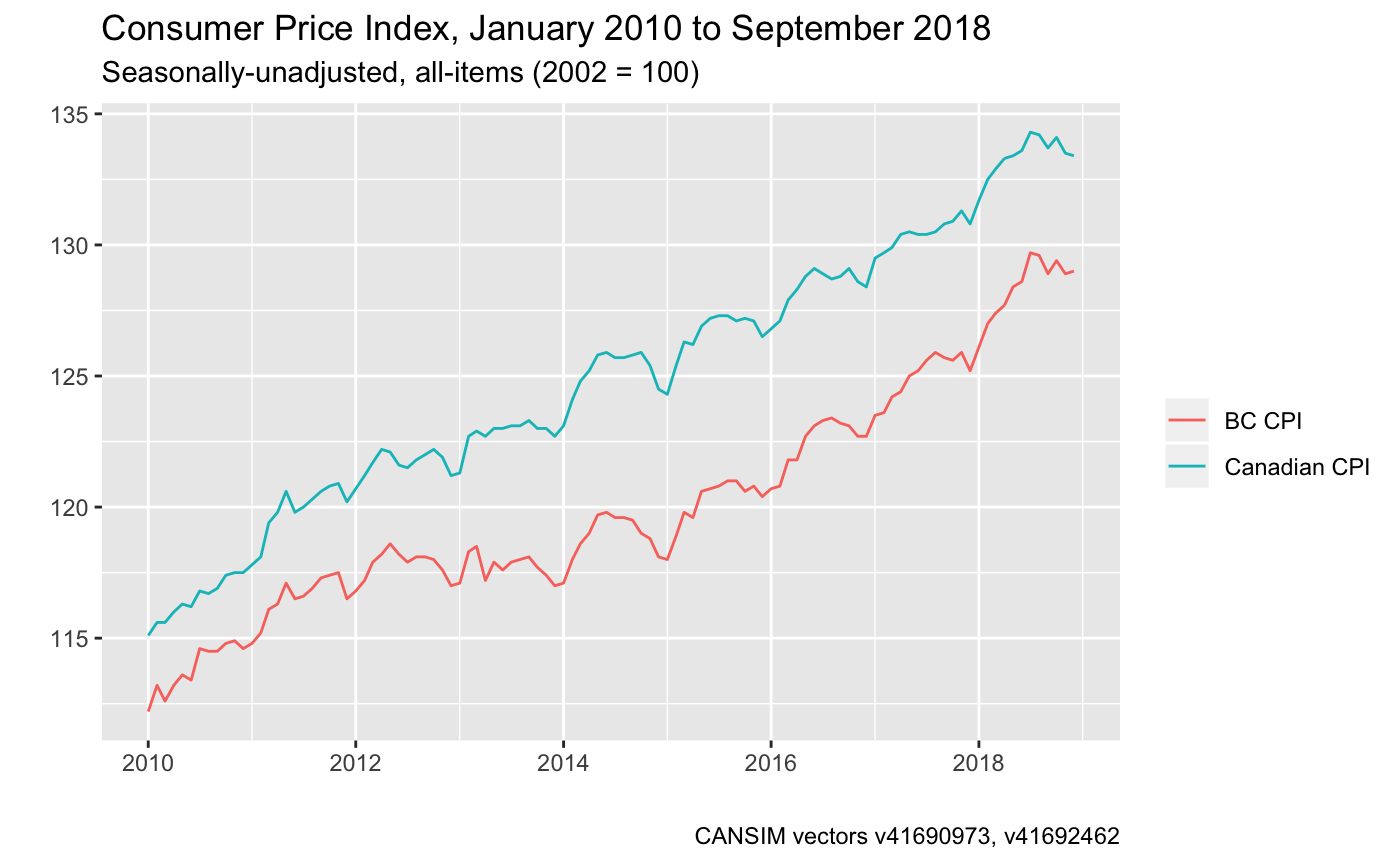 Consumer Price Index, January 2010 to September 2018
Seasonally-unadjusted, all-items (2002 = 100)
135
130
125
120
115
2010 2012 2014 2016 2018
BC CPI
Canadian CPI
CANSIM vectors v41690973, v41692462